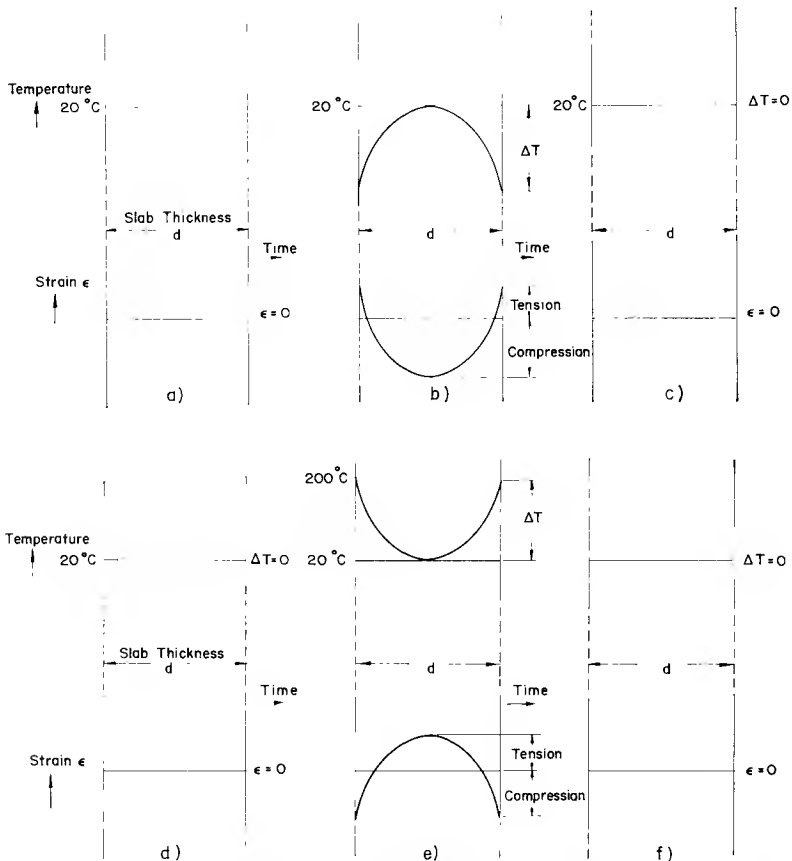 Temperature
20 °C
Slab Thickness
d
Time
Strain ϵ
ϵ = 0
a)
20 °C
ΔT
d
Time
Tension
Compression
b)
20 °C
ΔT = 0
d
ϵ = 0
c)
Temperature
20 °C
ΔT = 0
Slab Thickness
d
Time
Strain ϵ
ϵ = 0
d)
200 °C
20 °C
ΔT
d
Time
Tension
Compression
e)
ΔT = 0
d
ϵ = 0
f)